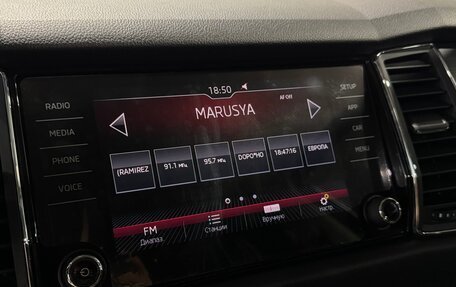 18:50
AF Off
MARUSYA
(RAMIREZ
91.1 МГЦ
95.7 МГЦ
DOPO*HO
18:47:16
ЕВРОПА
FM
Диапаз.
Станции
Вручную
Настр.
RADIO
MEDIA
PHONE
VOICE
SETUP
APP
CAR
MENU